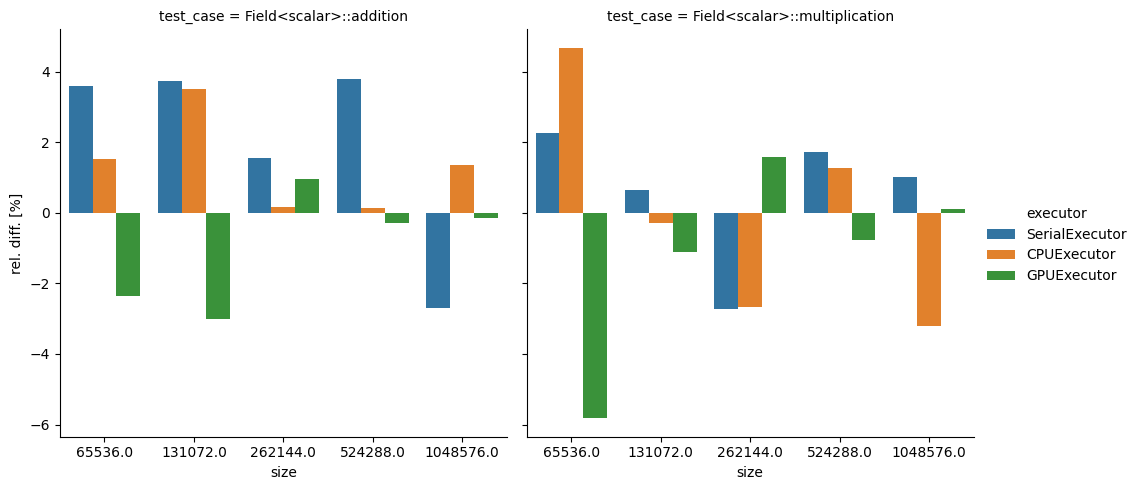 test_case = Field<scalar>::addition
test_case = Field<scalar>::multiplication
rel. diff. [%]
4
2
0
−2
−4
−6
65536.0 131072.0 262144.0 524288.0 1048576.0
size
65536.0 131072.0 262144.0 524288.0 1048576.0
size
executor
SerialExecutor
CPUExecutor
GPUExecutor